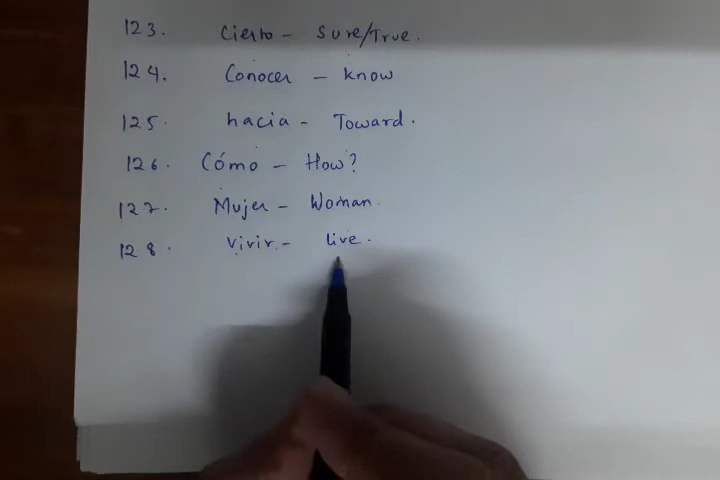 123. Cierto - Sure/True.
124. Conocer - know
125. hacia - Toward.
126. Cómo - How?
127. Mujer - Woman.
128. Vivir - live.